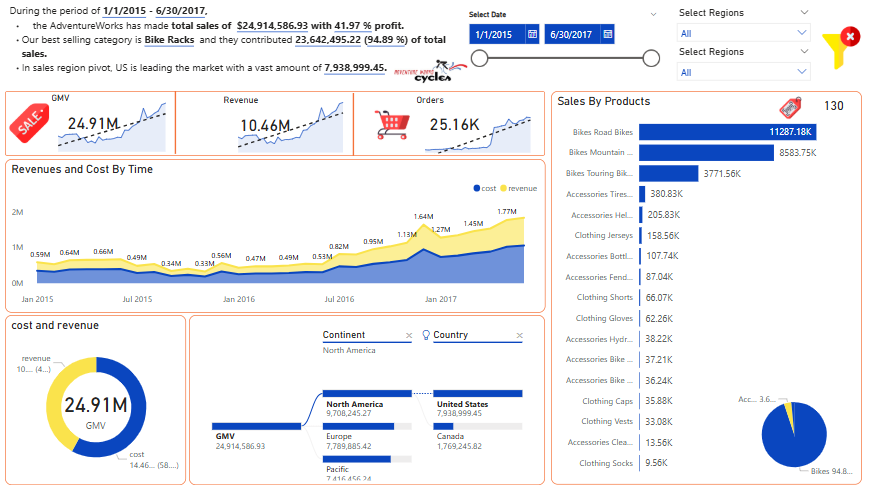 During the period of 1/1/2015 - 6/30/2017,
• the AdventureWorks has made total sales of $24,914,586.93 with 41.97 % profit.
• Our best selling category is Bike Racks and they contributed 23,642,495.22 (94.89 %) of total
sales.
• In sales region pivot, US is leading the market with a vast amount of 7,938,999.45.
ADVENTURE WORKS
cycles
Select Date
1/1/2015 6/30/2017
Select Regions
All
Select Regions
All
GMV
SALE
24.91M
Revenue
10.46M
Orders
25.16K
Revenues and Cost By Time
cost revenue
2M
1M
0M
0.59M 0.64M 0.66M 0.49M 0.34M 0.33M 0.56M 0.47M 0.49M 0.53M 0.82M 0.95M 1.13M 1.64M 1.27M 1.45M 1.77M
Jan 2015 Jul 2015 Jan 2016 Jul 2016 Jan 2017
cost and revenue
revenue
10.... (4...)
24.91M
GMV
cost
14.46... (58....)
Continent
North America
Country
GMV
24,914,586.93
North America
9,708,245.27
Europe
7,789,885.42
Pacific
7,416,456.24
United States
7,938,999.45
Canada
1,769,245.82
Sales By Products
130
Bikes Road Bikes 11287.18K
Bikes Mountain ... 8583.75K
Bikes Touring Bik... 3771.56K
Accessories Tires... 380.83K
Accessories Hel... 205.83K
Clothing Jerseys 158.56K
Accessories Bottl... 107.74K
Accessories Fend... 87.04K
Clothing Shorts 66.07K
Clothing Gloves 62.26K
Accessories Hydr... 38.22K
Accessories Bike ... 37.21K
Accessories Bike ... 36.24K
Clothing Caps 35.88K
Clothing Vests 33.08K
Accessories Clea... 13.56K
Clothing Socks 9.56K
Acc... 3.6...
Bikes 94.8...